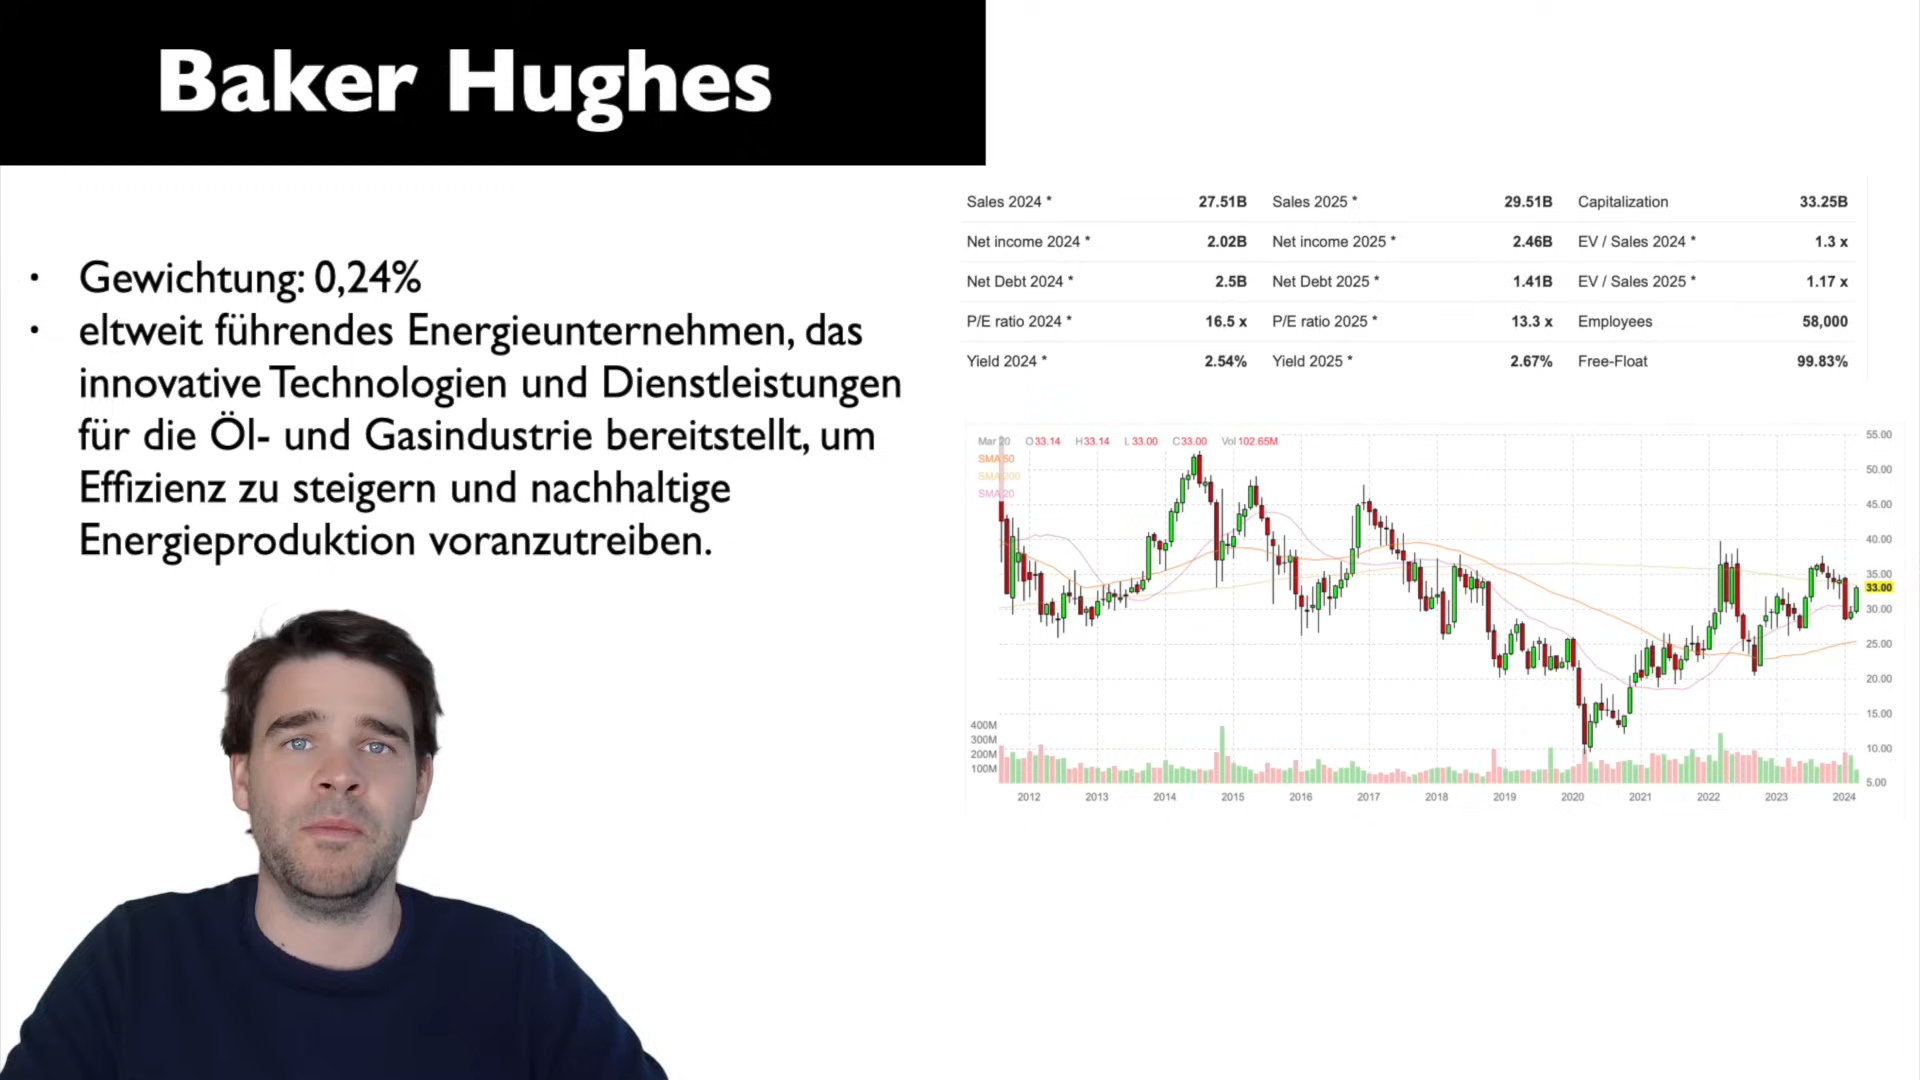 Baker Hughes
• Gewichtung: 0,24%
• eltweit führendes Energieunternehmen, das
innovative Technologien und Dienstleistungen
für die Öl- und Gasindustrie bereitstellt, um
Effizienz zu steigern und nachhaltige
Energieproduktion voranzutreiben.
Sales 2024 * 27.51B Sales 2025 * 29.51B Capitalization 33.25B
Net income 2024 * 2.02B Net income 2025 * 2.46B EV / Sales 2024 * 1.3 x
Net Debt 2024 * 2.5B Net Debt 2025 * 1.41B EV / Sales 2025 * 1.17 x
P/E ratio 2024 * 16.5 x P/E ratio 2025 * 13.3 x Employees 58,000
Yield 2024 * 2.54% Yield 2025 * 2.67% Free-Float 99.83%
Mar 20 O 33.14 H 33.14 L 33.00 C 33.00 Vol 102.65M
SMA 50
SMA 200
SMA 20
55.00
50.00
45.00
40.00
35.00
33.00
30.00
25.00
20.00
15.00
10.00
5.00
400M
300M
200M
100M
2012 2013 2014 2015 2016 2017 2018 2019 2020 2021 2022 2023 2024